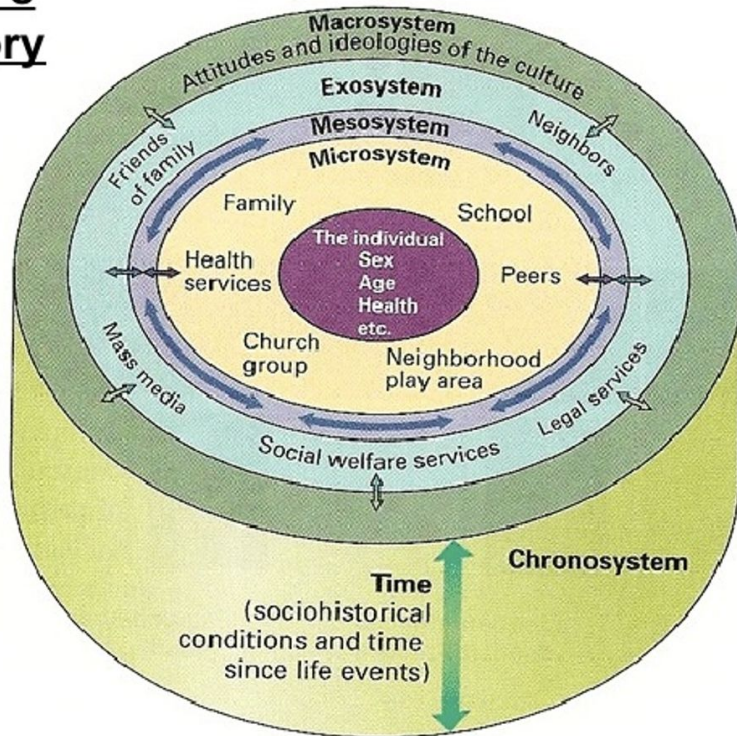 ory
Macrosystem
Attitudes and ideologies of the culture
Exosystem
Mesosystem
Microsystem
Friends
of family
Neighbors
Family
School
The individual
Sex
Age
Health
etc.
Health
services
Peers
Church
group
Neighborhood
play area
Mass media
Legal services
Social welfare services
Chronosystem
Time
(sociohistorical
conditions and time
since life events)